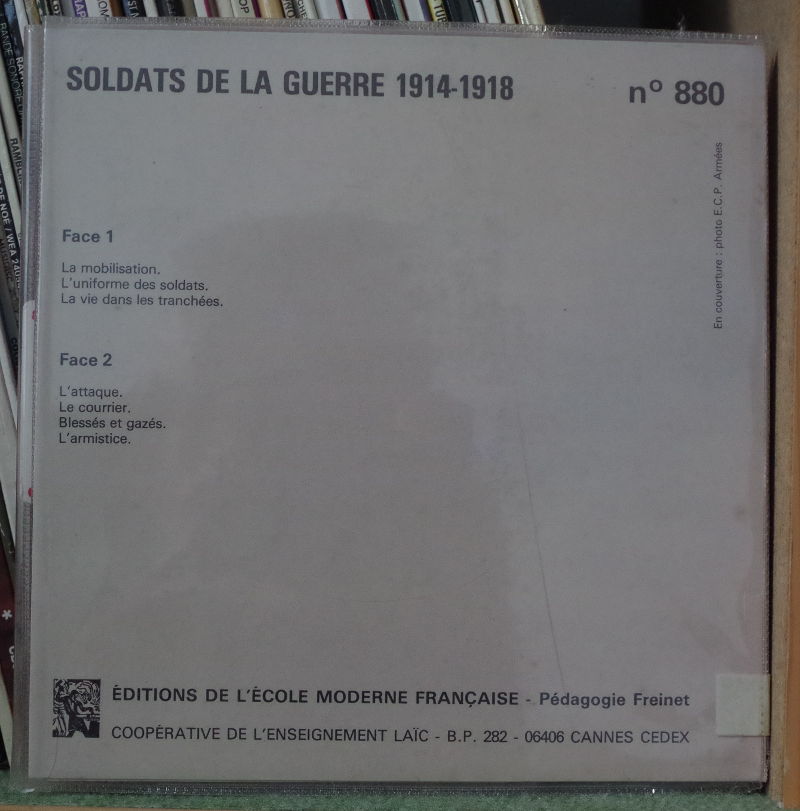 SOLDATS DE LA GUERRE 1914-1918
n° 880
En couverture : photo E.C.P. Armées
Face 1
La mobilisation.
L'uniforme des soldats.
La vie dans les tranchées.
Face 2
L'attaque.
Le courrier.
Blessés et gazés.
L'armistice.
ÉDITIONS DE L'ÉCOLE MODERNE FRANÇAISE - Pédagogie Freinet
COOPÉRATIVE DE L'ENSEIGNEMENT LAÏC - B.P. 282 - 06406 CANNES CEDEX